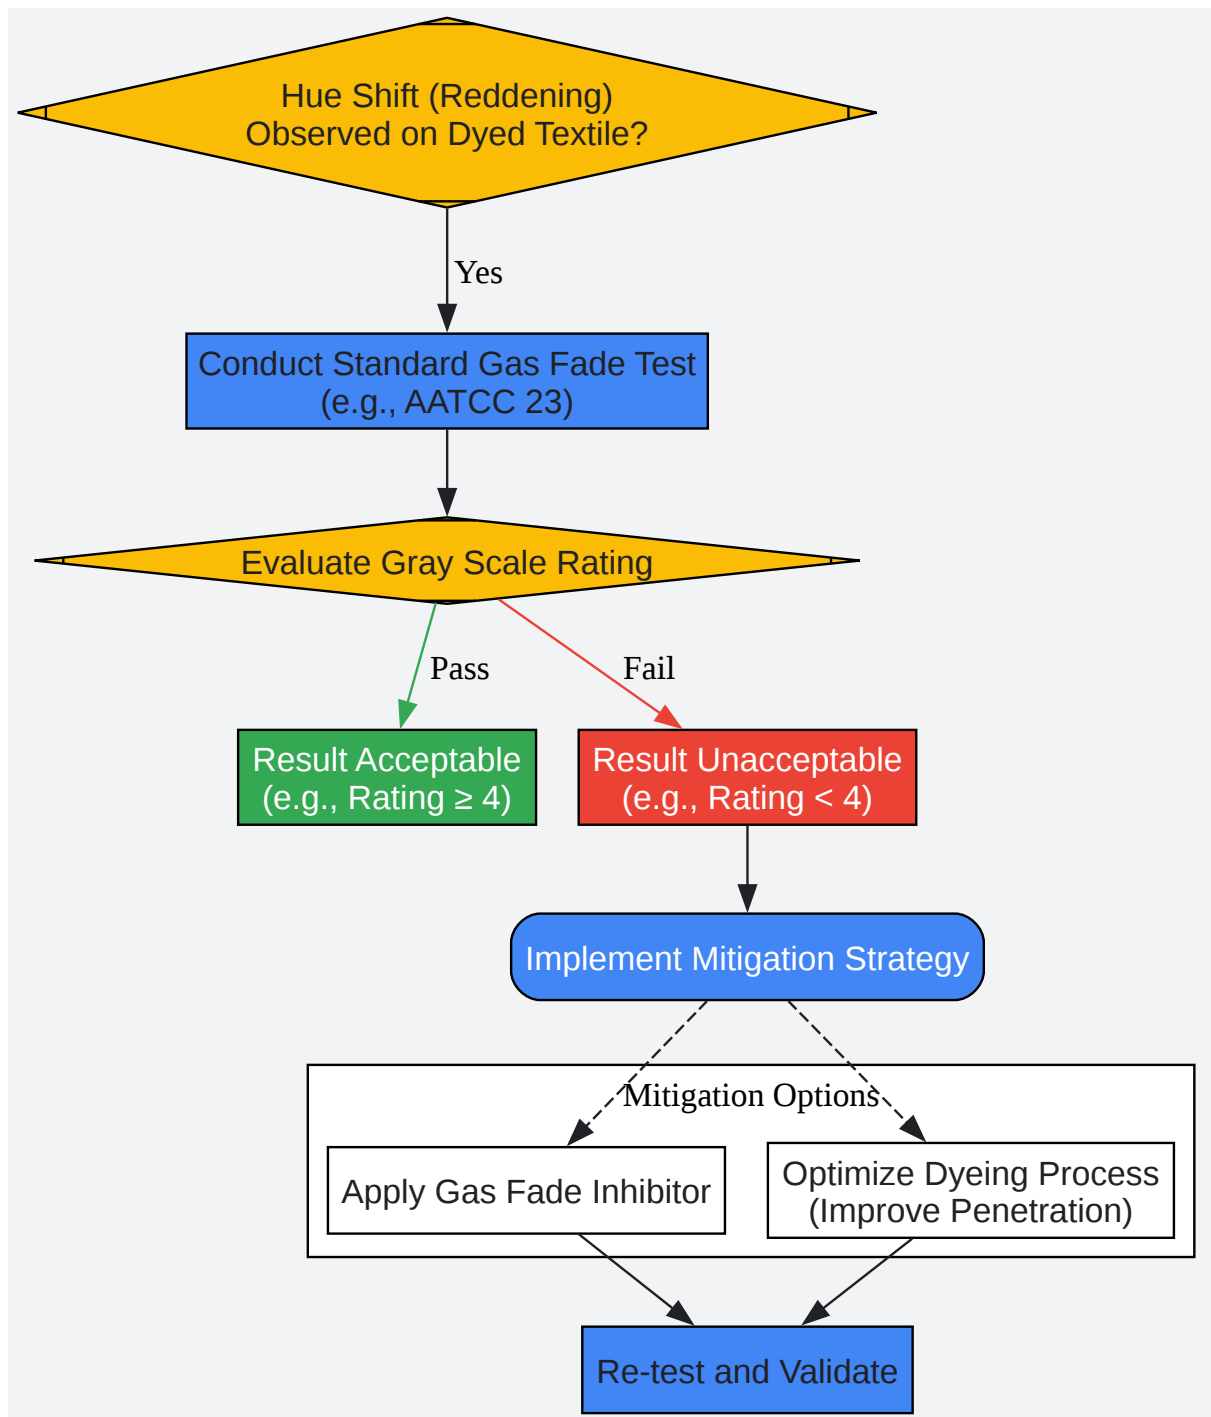 Hue Shift (Reddening)
Observed on Dyed Textile?
Yes
Conduct Standard Gas Fade Test
(e.g., AATCC 23)
Evaluate Gray Scale Rating
Pass
Fail
Result Acceptable
(e.g., Rating ≥ 4)
Result Unacceptable
(e.g., Rating < 4)
Implement Mitigation Strategy
Mitigation Options
Apply Gas Fade Inhibitor
Optimize Dyeing Process
(Improve Penetration)
Re-test and Validate